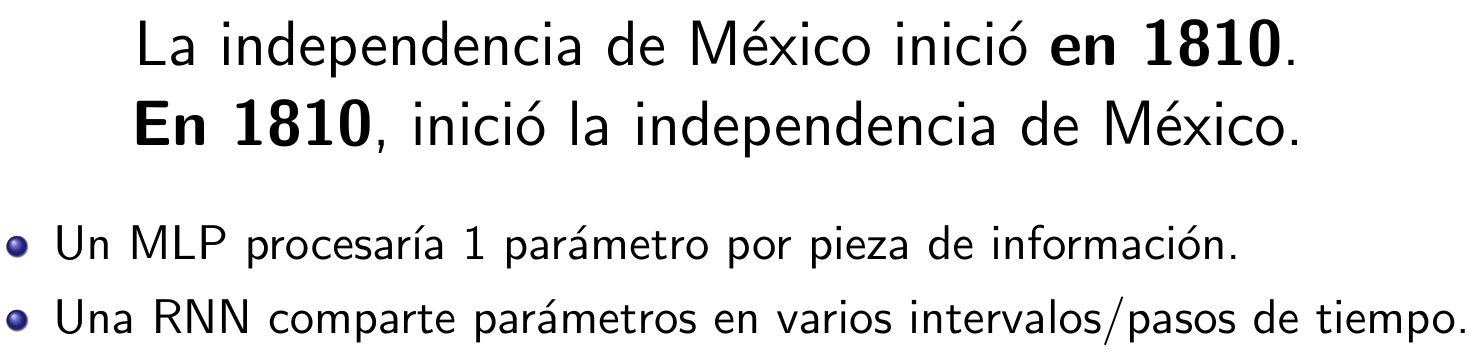 La independencia de México inició en 1810.
En 1810, inició la independencia de México.
Un MLP procesaría 1 parámetro por pieza de información.
Una RNN comparte parámetros en varios intervalos/pasos de tiempo.